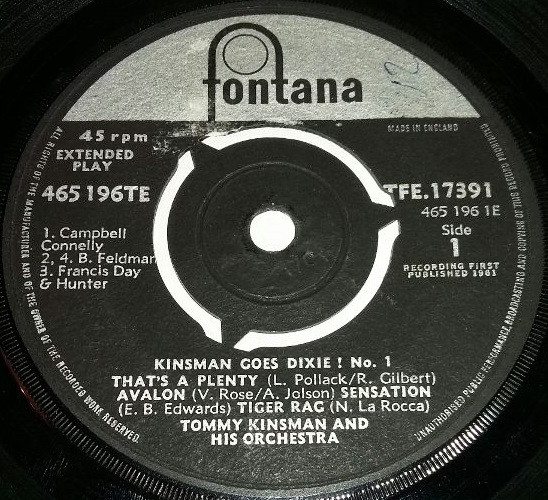 fontana
MADE IN ENGLAND
45 rpm
EXTENDED
PLAY
465 196TE
TFE.17391
465 196 1E
Side
1
RECORDING FIRST
PUBLISHED 1961
1. Campbell
Connelly
2, 4. B. Feldman
3. Francis Day
& Hunter
KINSMAN GOES DIXIE ! No. 1
THAT'S A PLENTY (L. Pollack/R. Gilbert)
AVALON (V. Rose/A. Jolson) SENSATION
(E. B. Edwards) TIGER RAG (N. La Rocca)
TOMMY KINSMAN AND
HIS ORCHESTRA
ALL RIGHTS OF THE MANUFACTURER AND OF THE OWNER OF THE RECORDED WORK RESERVED.
UNAUTHORISED PUBLIC PERFORMANCE, BROADCASTING AND COPYING OF THIS RECORD PROHIBITED